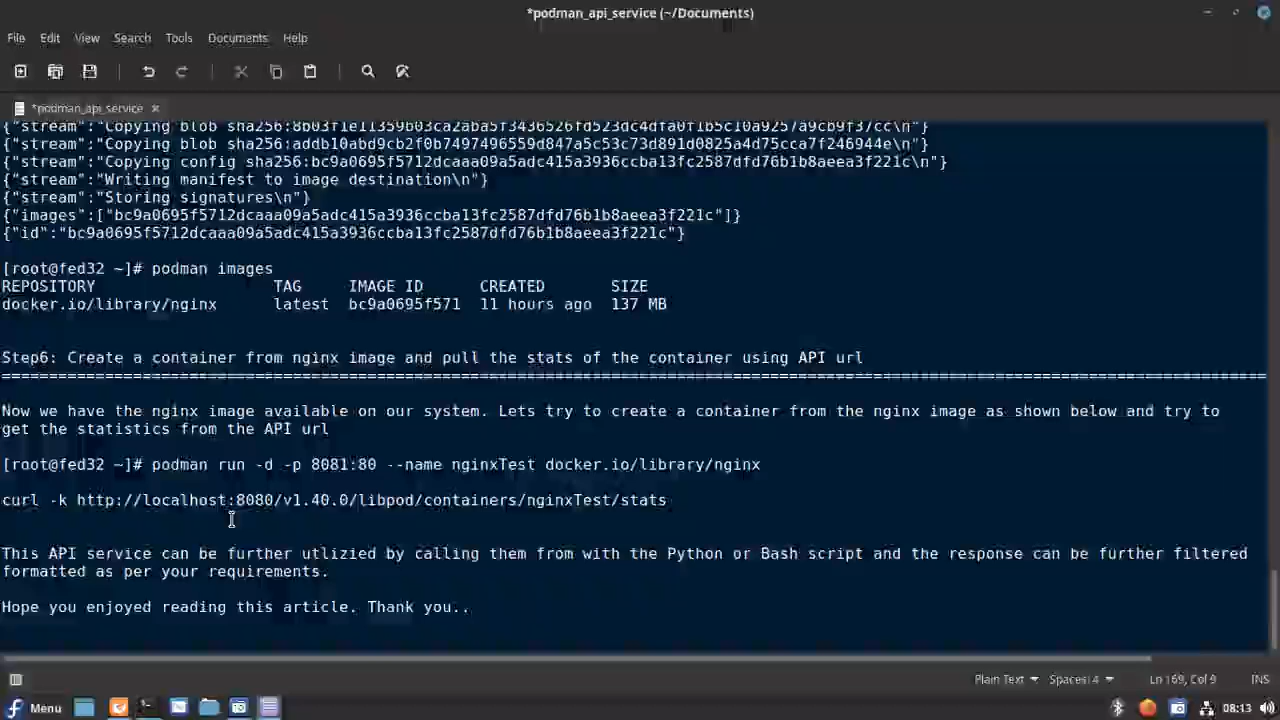 *podman_api_service (~/Documents)
File Edit View Search Tools Documents Help
*podman_api_service
{"stream":"Copying blob sha256:8b03f1e11359b03ca2aba5f3436526fd523dc4dfa0f1b5c10a9257a9cb9f37cc\n"}
{"stream":"Copying blob sha256:addb10abd9cb2f0b7497496559d847a5c53c73d891d0825a4d75cca7f246944e\n"}
{"stream":"Copying config sha256:bc9a0695f5712dcaaa09a5adc415a3936ccba13fc2587dfd76b1b8aeea3f221c\n"}
{"stream":"Writing manifest to image destination\n"}
{"stream":"Storing signatures\n"}
{"images":["bc9a0695f5712dcaaa09a5adc415a3936ccba13fc2587dfd76b1b8aeea3f221c"]}
{"id":"bc9a0695f5712dcaaa09a5adc415a3936ccba13fc2587dfd76b1b8aeea3f221c"}
[root@fed32 ~]# podman images
REPOSITORY TAG IMAGE ID CREATED SIZE
docker.io/library/nginx latest bc9a0695f571 11 hours ago 137 MB
Step6: Create a container from nginx image and pull the stats of the container using API url
=======================================================================================================================================
Now we have the nginx image available on our system. Lets try to create a container from the nginx image as shown below and try to
get the statistics from the API url
[root@fed32 ~]# podman run -d -p 8081:80 --name nginxTest docker.io/library/nginx
curl -k http://localhost:8080/v1.40.0/libpod/containers/nginxTest/stats
This API service can be further utlizied by calling them from with the Python or Bash script and the response can be further filtered
formatted as per your requirements.
Hope you enjoyed reading this article. Thank you..
Plain Text Spaces: 4 Ln 169, Col 9 INS
Menu 08:13